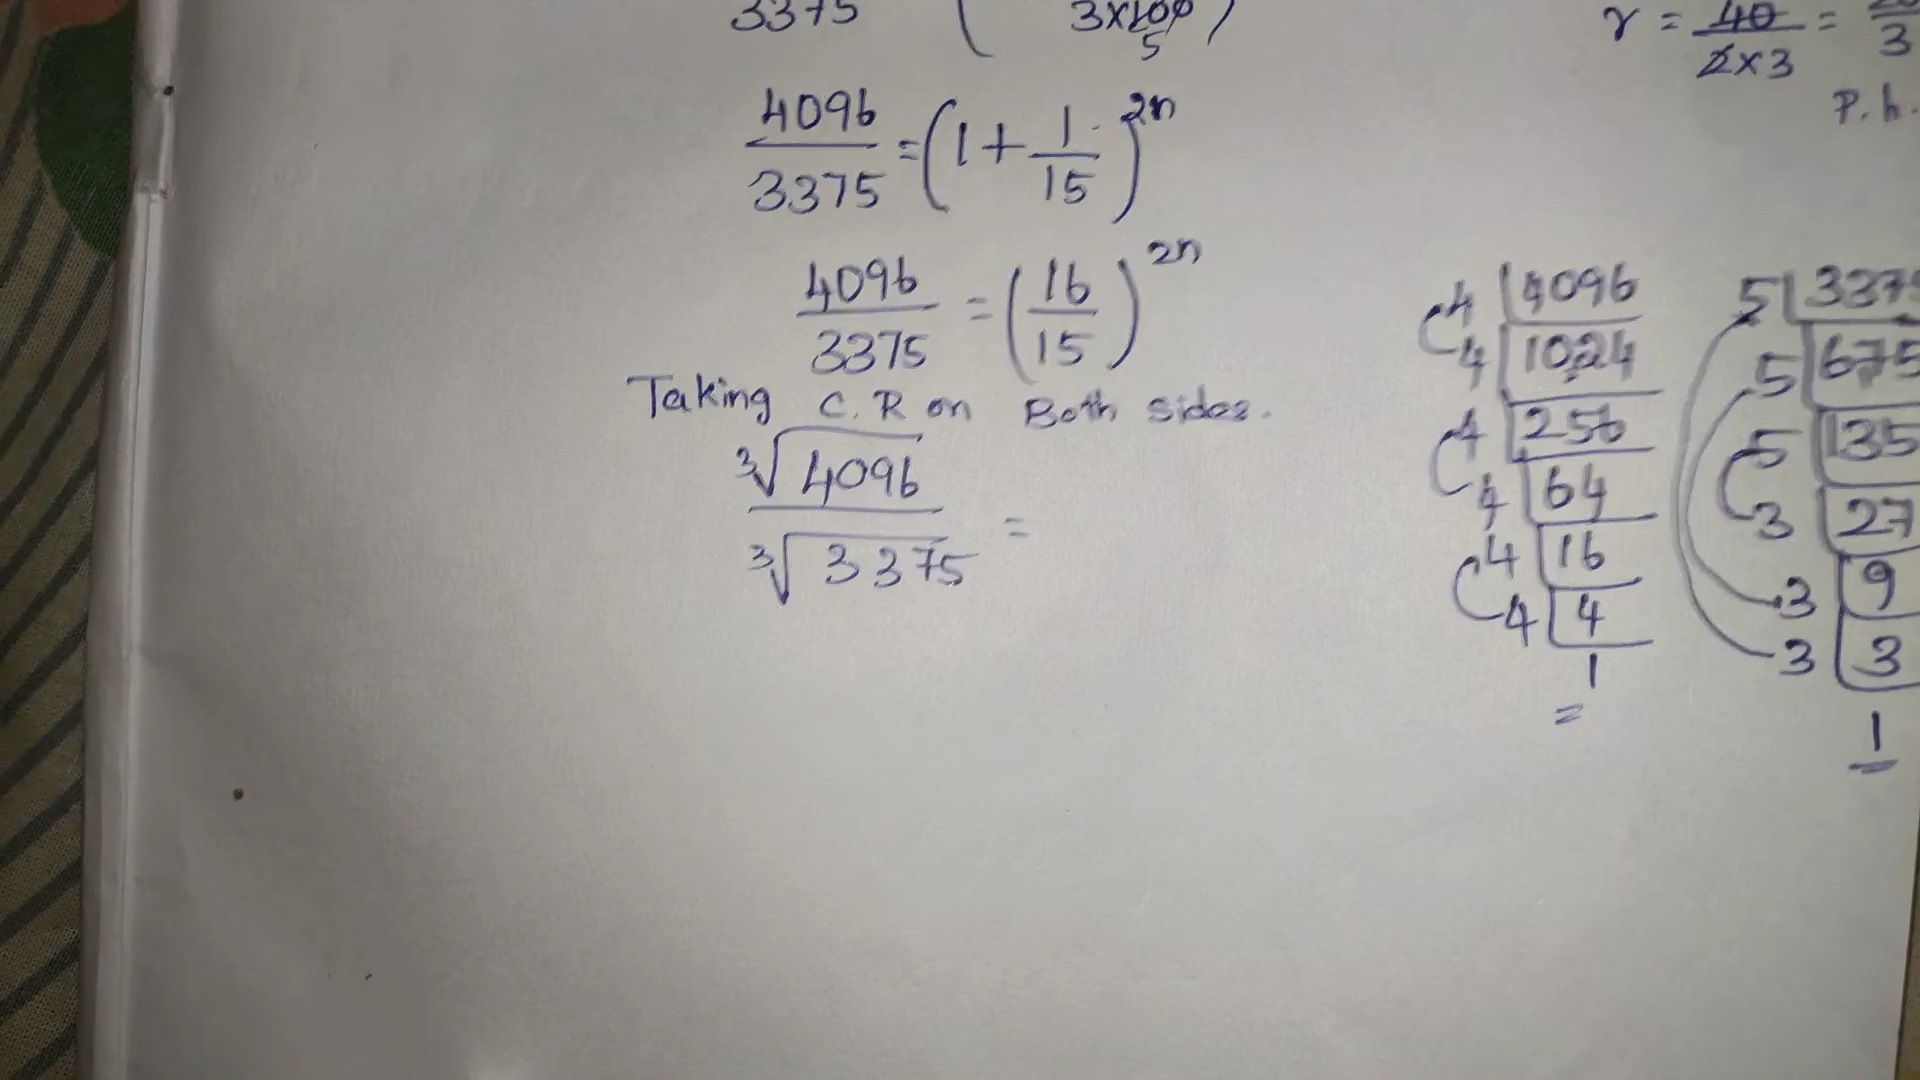 3375 ( 3×100 )
5
r = 40/2×3 = 20/3
P. h.
4096/3375 = (1 + 1/15)^2n
4096/3375 = (16/15)^2n
Taking C.R on Both sides.
∛4096 / ∛3375 =
4 | 4096
4 | 1024
4 | 256
4 | 64
4 | 16
4 | 4
1
=
5 | 3375
5 | 675
5 | 135
3 | 27
3 | 9
3 | 3
1